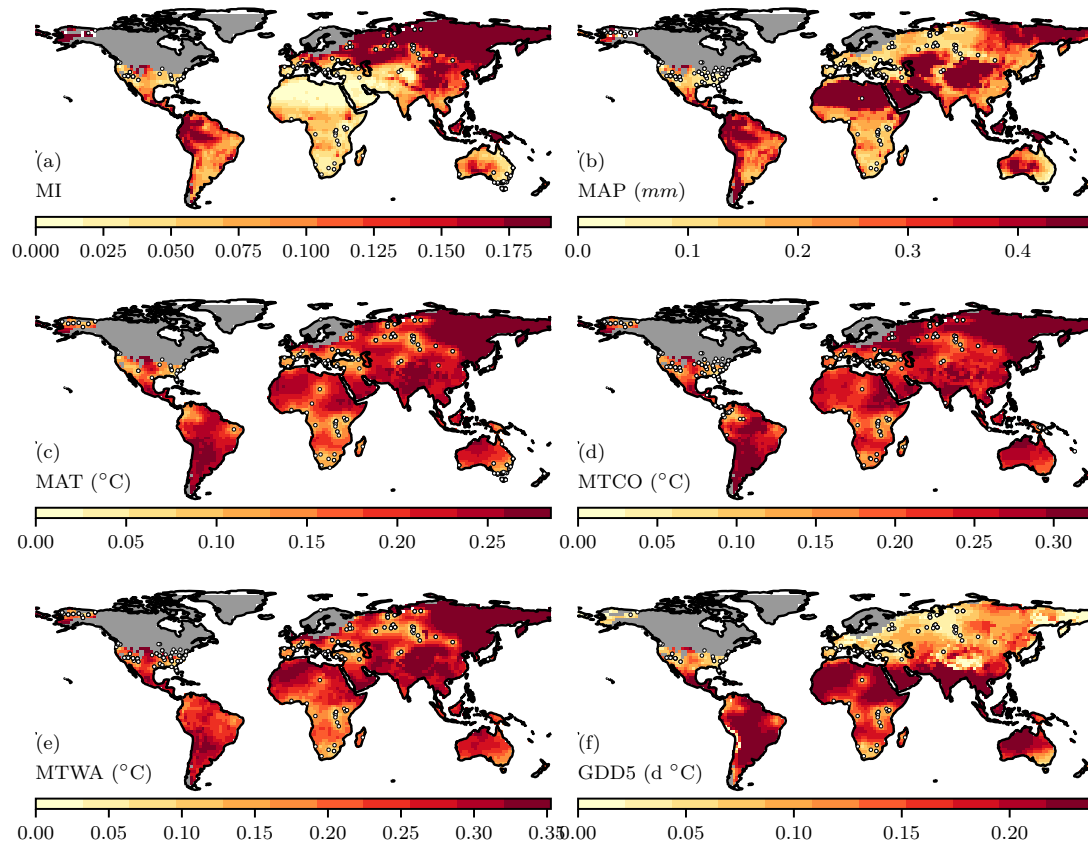 (a)
MI
0.000 0.025 0.050 0.075 0.100 0.125 0.150 0.175
(b)
MAP (mm)
0.0 0.1 0.2 0.3 0.4
(c)
MAT (°C)
0.00 0.05 0.10 0.15 0.20 0.25
(d)
MTCO (°C)
0.00 0.05 0.10 0.15 0.20 0.25 0.30
(e)
MTWA (°C)
0.00 0.05 0.10 0.15 0.20 0.25 0.30 0.35
(f)
GDD5 (d °C)
0.00 0.05 0.10 0.15 0.20